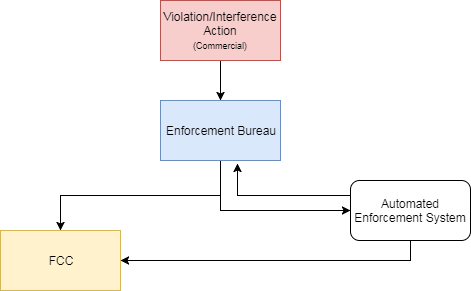 Violation/Interference
Action
(Commercial)
Enforcement Bureau
Automated
Enforcement System
FCC